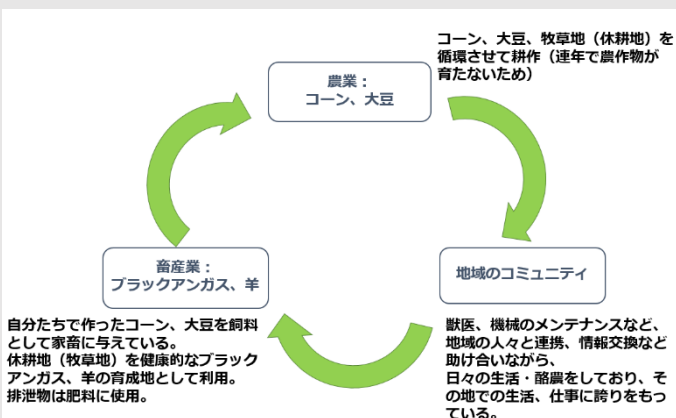 コーン、大豆、牧草地（休耕地）を
循環させて耕作（連年で農作物が
育たないため）
農業：
コーン、大豆
畜産業：
ブラックアンガス、羊
地域のコミュニティ
自分たちで作ったコーン、大豆を飼料
として家畜に与えている。
休耕地（牧草地）を健康的なブラック
アンガス、羊の育成地として利用。
排泄物は肥料に使用。
獣医、機械のメンテナンスなど、
地域の人々と連携、情報交換など
助け合いながら、
日々の生活・酪農をしており、そ
の地での生活、仕事に誇りをもっ
ている。